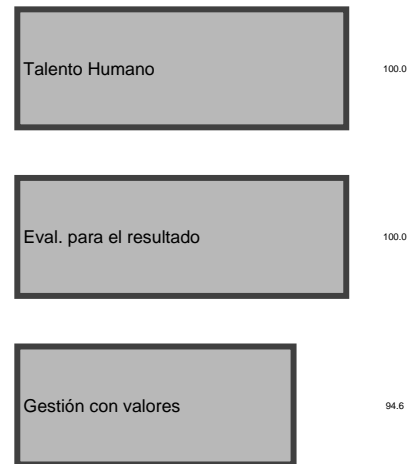 Talento Humano 100.0
Eval. para el resultado 100.0
Gestión con valores 94.6